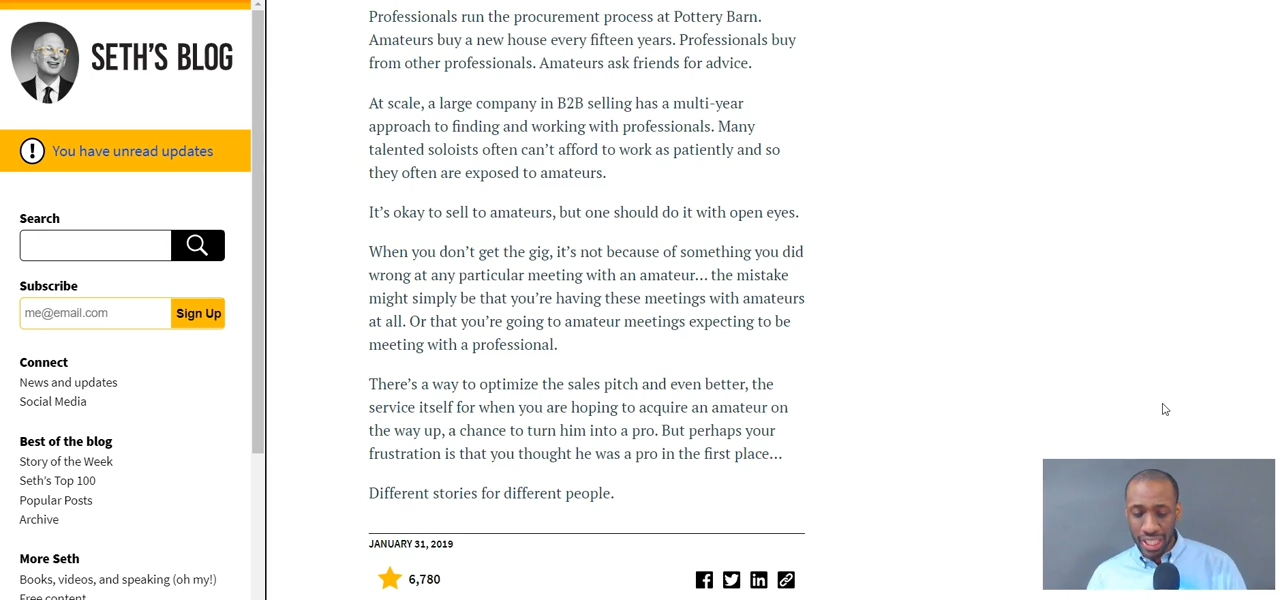 SETH'S BLOG
! You have unread updates
Search
Subscribe
me@email.com Sign Up
Connect
News and updates
Social Media
Best of the blog
Story of the Week
Seth's Top 100
Popular Posts
Archive
More Seth
Books, videos, and speaking (oh my!)
Free content
Professionals run the procurement process at Pottery Barn.
Amateurs buy a new house every fifteen years. Professionals buy
from other professionals. Amateurs ask friends for advice.
At scale, a large company in B2B selling has a multi-year
approach to finding and working with professionals. Many
talented soloists often can’t afford to work as patiently and so
they often are exposed to amateurs.
It’s okay to sell to amateurs, but one should do it with open eyes.
When you don’t get the gig, it’s not because of something you did
wrong at any particular meeting with an amateur… the mistake
might simply be that you’re having these meetings with amateurs
at all. Or that you’re going to amateur meetings expecting to be
meeting with a professional.
There’s a way to optimize the sales pitch and even better, the
service itself for when you are hoping to acquire an amateur on
the way up, a chance to turn him into a pro. But perhaps your
frustration is that you thought he was a pro in the first place…
Different stories for different people.
JANUARY 31, 2019
6,780